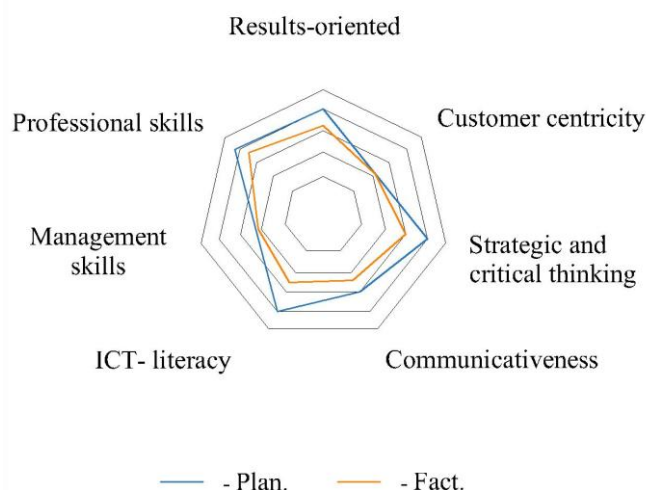 Results-oriented
Customer centricity
Professional skills
Strategic and
critical thinking
Management
skills
Communicativeness
ICT- literacy
- Plan. - Fact.